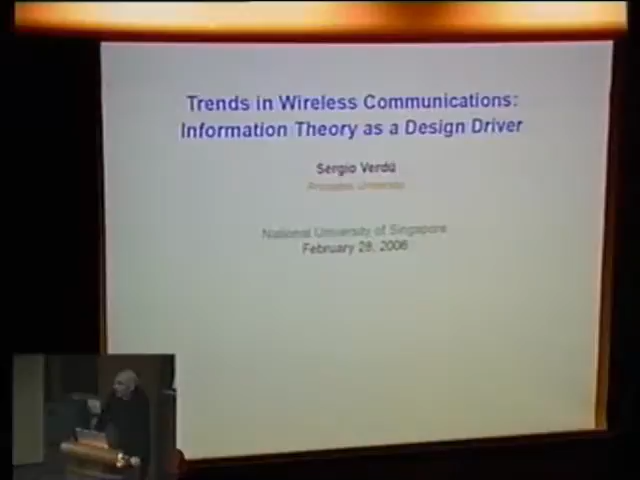 Trends in Wireless Communications:
Information Theory as a Design Driver
Sergio Verdú
Princeton University
National University of Singapore
February 28, 2006